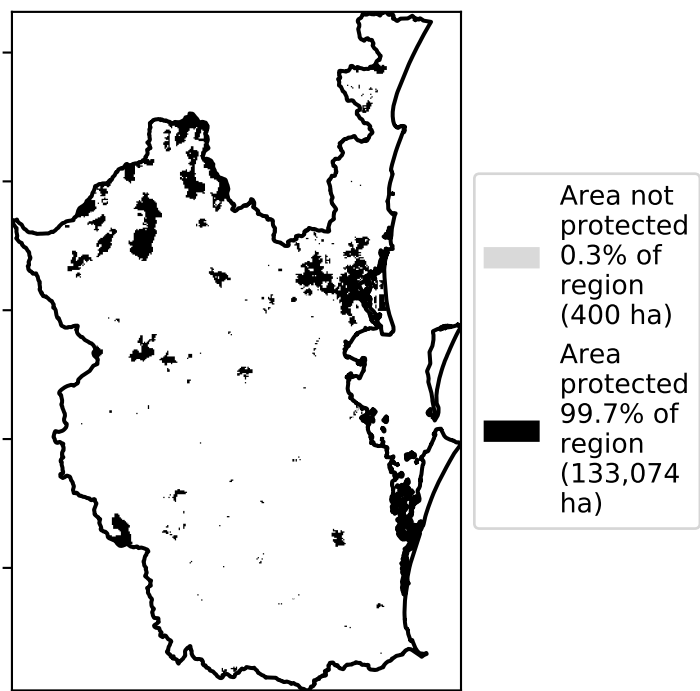 Area not
protected
0.3% of
region
(400 ha)
Area
protected
99.7% of
region
(133,074
ha)